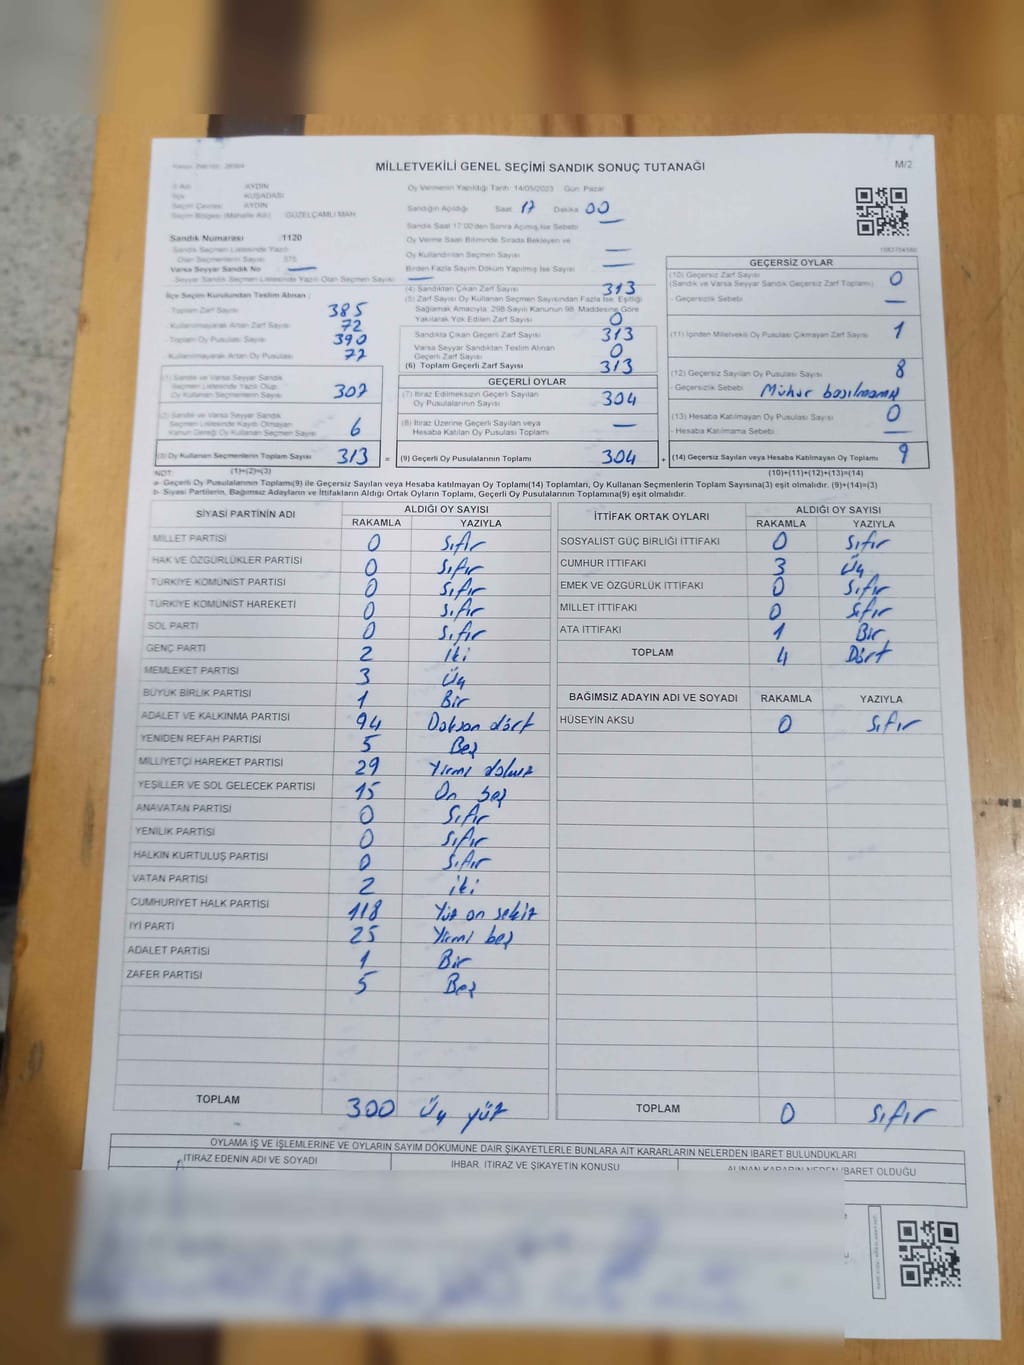 MİLLETVEKİLİ GENEL SEÇİMİ SANDIK SONUÇ TUTANAĞI
M/2
İl Adı AYDIN
İlçe KUŞADASI
Seçim Çevresi AYDIN
Seçim Bölgesi (Mahalle Adı) GÜZELÇAMLI MAH
Sandık Numarası 1120
Sandık Seçmen Listesinde Yazılı
Olan Seçmenlerin Sayısı 375
Varsa Seyyar Sandık No —
Seyyar Sandık Seçmen Listesinde Yazılı Olan Seçmen Sayısı —
İlçe Seçim Kurulundan Teslim Alınan
Toplam Zarf Sayısı 385
Kullanılmayarak Artan Zarf Sayısı 72
Toplam Oy Pusulası Sayısı 390
Kullanılmayarak Artan Oy Pusulası 77
(1) Sandık ve Varsa Seyyar Sandık
Seçmen Listesinde Yazılı Olup
Oy Kullanan Seçmenlerin Sayısı 307
(2) Sandık ve Varsa Seyyar Sandık
Seçmen Listesinde Kayıtlı Olmayan
Kanun Gereği Oy Kullanan Seçmen Sayısı 6
(3) Oy Kullanan Seçmenlerin Toplam Sayısı 313 =
(1)+(2)=(3)
Oy Vermenin Yapıldığı Tarih 14/05/2023 Gün Pazar
Sandığın Açıldığı Saat 17 Dakika 00
Sandık Saat 17:00'den Sonra Açılmış İse Sebebi —
Oy Verme Saati Bitiminde Sırada Bekleyen ve
Oy Kullandırılan Seçmen Sayısı —
Birden Fazla Sayım Döküm Yapılmış İse Sayısı —
(4) Sandıktan Çıkan Zarf Sayısı 313
(5) Zarf Sayısı Oy Kullanan Seçmen Sayısından Fazla İse, Eşitliği
Sağlamak Amacıyla; 298 Sayılı Kanunun 98. Maddesine Göre
Yakılarak Yok Edilen Zarf Sayısı 0
Sandıkta Çıkan Geçerli Zarf Sayısı 313
Varsa Seyyar Sandıktan Teslim Alınan
Geçerli Zarf Sayısı 0
(6) Toplam Geçerli Zarf Sayısı 313
GEÇERLİ OYLAR
(7) İtiraz Edilmeksizin Geçerli Sayılan
Oy Pusulalarının Sayısı 304
(8) İtiraz Üzerine Geçerli Sayılan veya
Hesaba Katılan Oy Pusulası Toplamı —
(9) Geçerli Oy Pusulalarının Toplamı 304 +
GEÇERSİZ OYLAR
(10) Geçersiz Zarf Sayısı
(Sandık ve Varsa Seyyar Sandık Geçersiz Zarf Toplamı) 0
- Geçersizlik Sebebi —
(11) İçinden Milletvekili Oy Pusulası Çıkmayan Zarf Sayısı 1
(12) Geçersiz Sayılan Oy Pusulası Sayısı 8
- Geçersizlik Sebebi Mühür basılmamış
(13) Hesaba Katılmayan Oy Pusulası Sayısı 0
- Hesaba Katılmama Sebebi —
(14) Geçersiz Sayılan veya Hesaba Katılmayan Oy Toplamı 9
(10)+(11)+(12)+(13)=(14)
NOT:
a- Geçerli Oy Pusulalarının Toplamı(9) ile Geçersiz Sayılan veya Hesaba katılmayan Oy Toplamı(14) Toplamları, Oy Kullanan Seçmenlerin Toplam Sayısına(3) eşit olmalıdır. (9)+(14)=(3)
b- Siyasi Partilerin, Bağımsız Adayların ve İttifakların Aldığı Ortak Oyların Toplamı, Geçerli Oy Pusulalarının Toplamına(9) eşit olmalıdır.
SİYASİ PARTİNİN ADI ALDIĞI OY SAYISI
RAKAMLA YAZIYLA
MİLLET PARTİSİ 0 Sıfır
HAK VE ÖZGÜRLÜKLER PARTİSİ 0 Sıfır
TÜRKİYE KOMÜNİST PARTİSİ 0 Sıfır
TÜRKİYE KOMÜNİST HAREKETİ 0 Sıfır
SOL PARTİ 0 Sıfır
GENÇ PARTİ 2 İki
MEMLEKET PARTİSİ 3 Üç
BÜYÜK BİRLİK PARTİSİ 1 Bir
ADALET VE KALKINMA PARTİSİ 94 Doksan dört
YENİDEN REFAH PARTİSİ 5 Beş
MİLLİYETÇİ HAREKET PARTİSİ 29 Yirmi dokuz
YEŞİLLER VE SOL GELECEK PARTİSİ 15 On beş
ANAVATAN PARTİSİ 0 Sıfır
YENİLİK PARTİSİ 0 Sıfır
HALKIN KURTULUŞ PARTİSİ 0 Sıfır
VATAN PARTİSİ 2 iki
CUMHURİYET HALK PARTİSİ 118 Yüz on sekiz
İYİ PARTİ 25 Yirmi beş
ADALET PARTİSİ 1 Bir
ZAFER PARTİSİ 5 Beş
TOPLAM 300 Üç yüz
İTTİFAK ORTAK OYLARI ALDIĞI OY SAYISI
RAKAMLA YAZIYLA
SOSYALİST GÜÇ BİRLİĞİ İTTİFAKI 0 Sıfır
CUMHUR İTTİFAKI 3 Üç
EMEK VE ÖZGÜRLÜK İTTİFAKI 0 Sıfır
MİLLET İTTİFAKI 0 Sıfır
ATA İTTİFAKI 1 Bir
TOPLAM 4 Dört
BAĞIMSIZ ADAYIN ADI VE SOYADI RAKAMLA YAZIYLA
HÜSEYİN AKSU 0 Sıfır
TOPLAM 0 Sıfır
OYLAMA İŞ VE İŞLEMLERİNE VE OYLARIN SAYIM DÖKÜMÜNE DAİR ŞİKAYETLERLE BUNLARA AİT KARARLARIN NELERDEN İBARET BULUNDUKLARI
İTİRAZ EDENİN ADI VE SOYADI
İHBAR, İTİRAZ VE ŞİKAYETİN KONUSU
ALINAN KARARIN NEDEN İBARET OLDUĞU